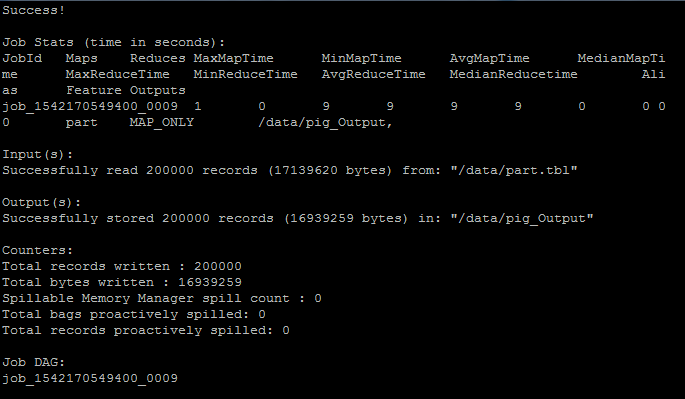 Success!
Job Stats (time in seconds):
JobId   Maps    Reduces MaxMapTime      MinMapTime      AvgMapTime      MedianMapTi
me      MaxReduceTime   MinReduceTime   AvgReduceTime   MedianReducetime        Ali
as      Feature Outputs
job_1542170549400_0009  1       0       9       9       9       9       0       0 0
0       part    MAP_ONLY        /data/pig_Output,
Input(s):
Successfully read 200000 records (17139620 bytes) from: "/data/part.tbl"
Output(s):
Successfully stored 200000 records (16939259 bytes) in: "/data/pig_Output"
Counters:
Total records written : 200000
Total bytes written : 16939259
Spillable Memory Manager spill count : 0
Total bags proactively spilled: 0
Total records proactively spilled: 0
Job DAG:
job_1542170549400_0009